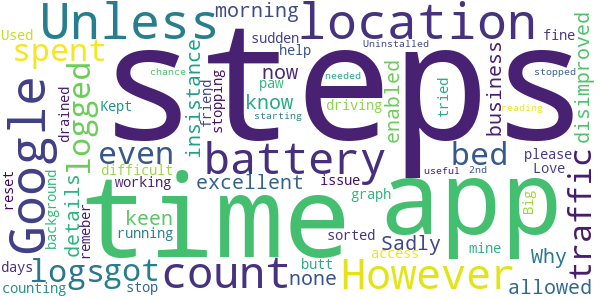 Unless location morning
Used sudden help now Uninstalled fine
spent steps
Google logged insistance friend stopping paw know chance needed tried enabled stopped business disimproved
drained Kept driving starting reading
even battery bed traffic
difficult working excellent issue useful 2nd please Love
reset background details remeber keen running time graph app Big
sorted Sadly mine Why
days logs got count none butt However access allowed
counting stop